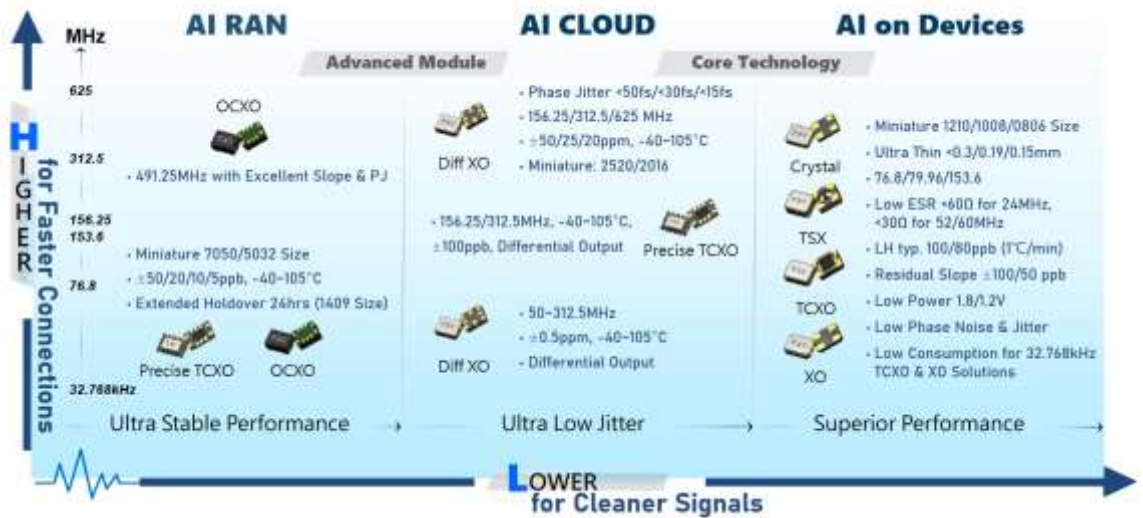 AI RAN
AI CLOUD
AI on Devices
MHz
Advanced Module
Core Technology
625
312.5
156.25
153.6
76.8
32.768kHz
HIGHER
for Faster Connections
OCXO
• 491.25MHz with Excellent Slope & PJ
• Miniature 7050/5032 Size
• ±50/20/10/5ppb, -40~105°C
• Extended Holdover 24hrs (1409 Size)
Precise TCXO
OCXO
Ultra Stable Performance
Diff XO
• Phase Jitter <50fs/<30fs/<15fs
• 156.25/312.5/625 MHz
• ±50/25/20ppm, -40~105°C
• Miniature: 2520/2016
• 156.25/312.5MHz, -40~105°C,
±100ppb, Differential Output
Precise TCXO
Diff XO
• 50~312.5MHz
• ±0.5ppm, -40~105°C
• Differential Output
Ultra Low Jitter
Crystal
TSX
TCXO
XO
• Miniature 1210/1008/0806 Size
• Ultra Thin <0.3/0.19/0.15mm
• 76.8/79.96/153.6
• Low ESR <60Ω for 24MHz,
<30Ω for 52/60MHz
• LH typ. 100/80ppb (1°C/min)
• Residual Slope ±100/50 ppb
• Low Power 1.8/1.2V
• Low Phase Noise & Jitter
• Low Consumption for 32.768kHz
TCXO & XO Solutions
Superior Performance
LOWER
for Cleaner Signals